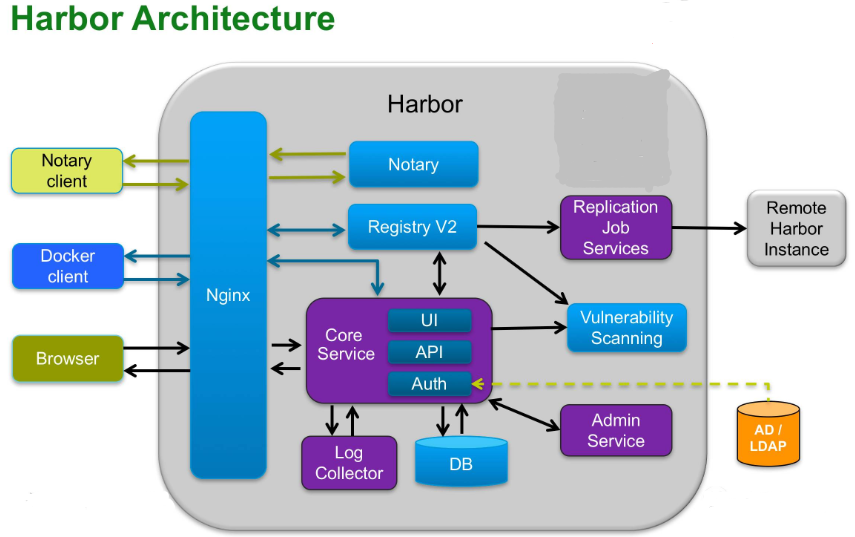 Harbor Architecture
Harbor
Notary
client
Notary
Registry V2
Replication
Job
Services
Remote
Harbor
Instance
Docker
client
Nginx
UI
Core
Service
API
Auth
Vulnerability
Scanning
Browser
Admin
Service
AD /
LDAP
Log
Collector
DB